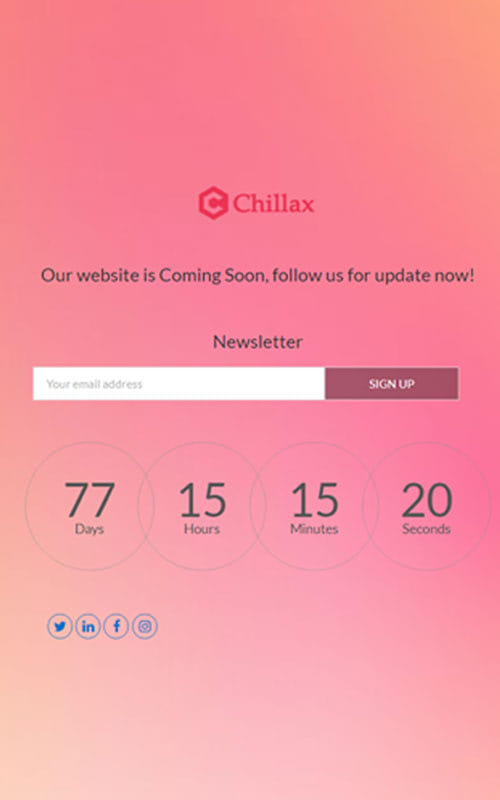 Chillax
Our website is Coming Soon, follow us for update now!
Newsletter
Your email address SIGN UP
77 15 15 20
Days Hours Minutes Seconds